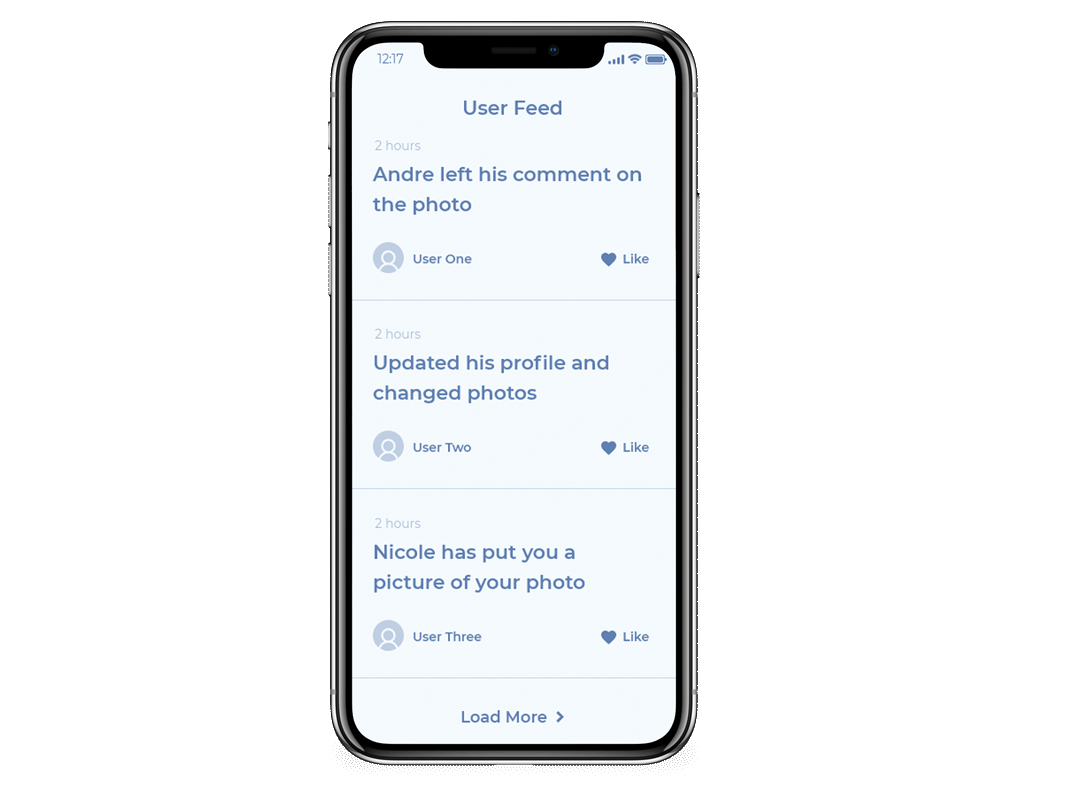 12:17
User Feed
2 hours
Andre left his comment on
the photo
User One
Like
2 hours
Updated his profile and
changed photos
User Two
Like
2 hours
Nicole has put you a
picture of your photo
User Three
Like
Load More